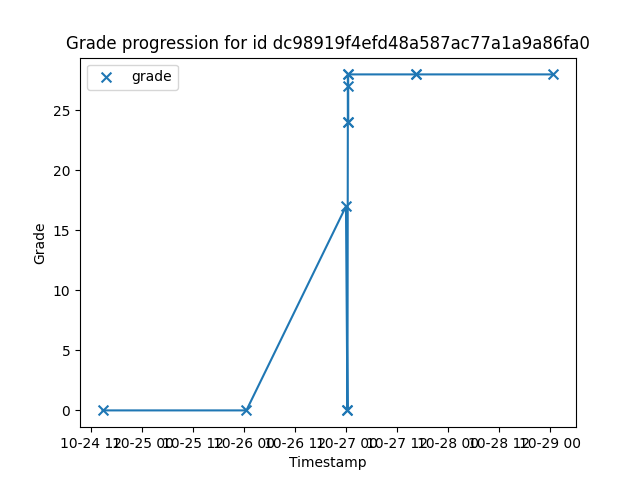 Grade progression for id dc98919f4efd48a587ac77a1a9a86fa0
grade
25
20
15
10
5
0
Grade
10-24 12 10-25 00 10-25 12 10-26 00 10-26 12 10-27 00 10-27 12 10-28 00 10-28 12 10-29 00
Timestamp